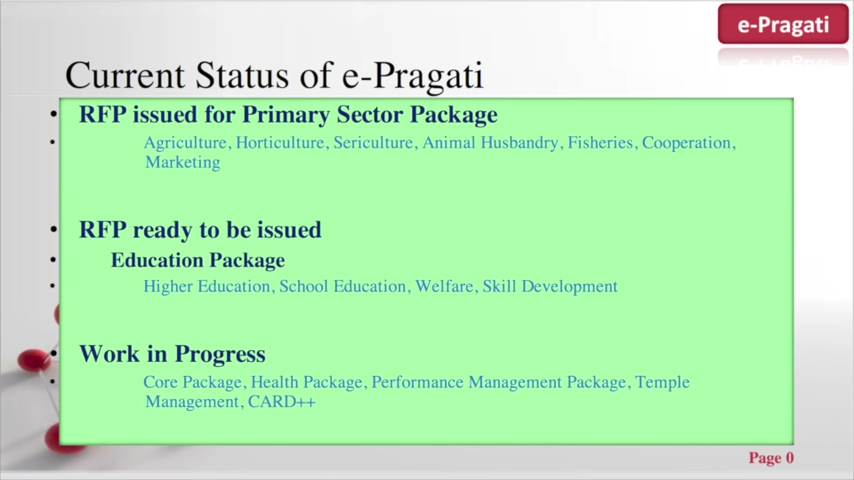 e-Pragati
Current Status of e-Pragati
• RFP issued for Primary Sector Package
• Agriculture, Horticulture, Sericulture, Animal Husbandry, Fisheries, Cooperation,
Marketing
• RFP ready to be issued
• Education Package
• Higher Education, School Education, Welfare, Skill Development
• Work in Progress
• Core Package, Health Package, Performance Management Package, Temple
Management, CARD++
Page 0